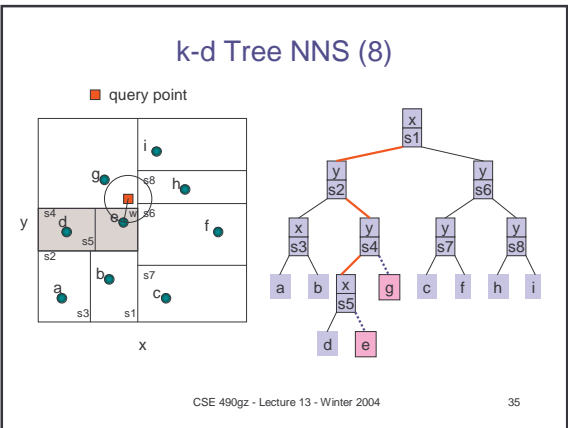 k-d Tree NNS (8)
query point
x
s1
i
y
s2
y
s6
g
s8
h
s4
d
e
w
s6
y
s5
f
x
s3
y
s4
y
s7
y
s8
s2
s7
a
b
c
s3
s1
a
b
x
s5
g
c
f
h
i
d
e
x
CSE 490gz - Lecture 13 - Winter 2004
35